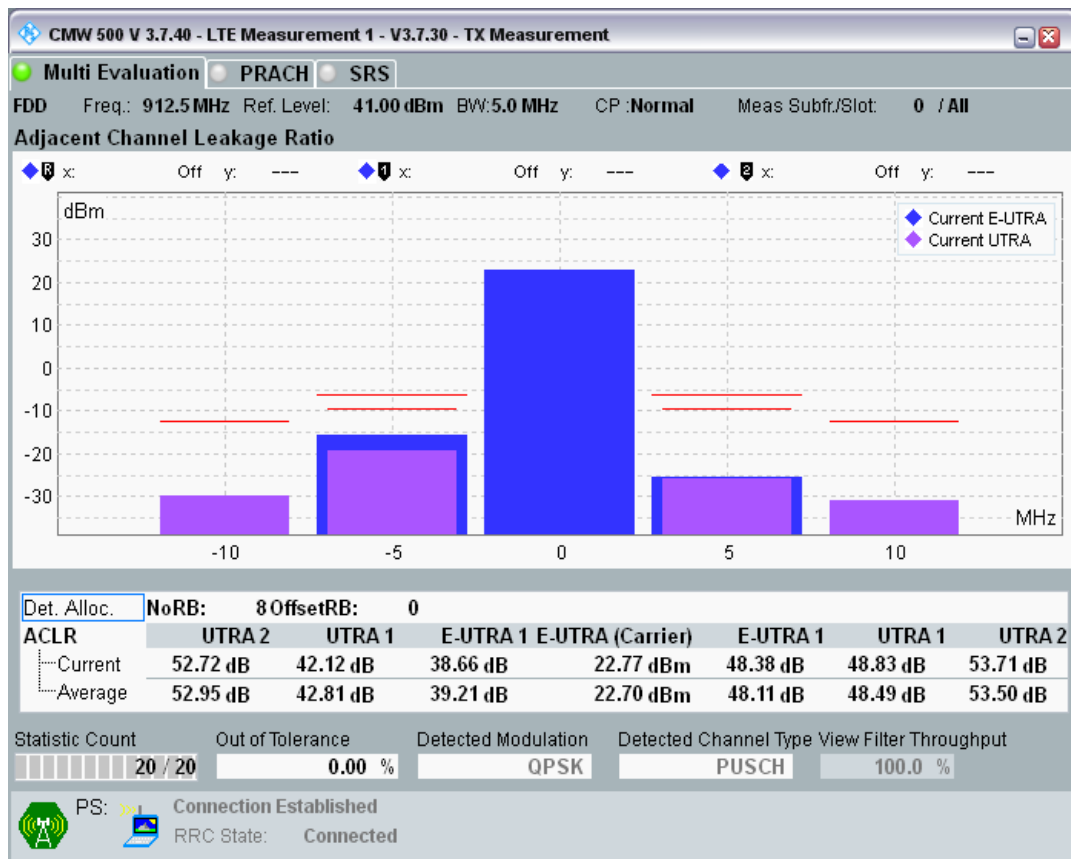 CMW 500 V 3.7.40 - LTE Measurement 1 - V3.7.30 - TX Measurement
Multi Evaluation PRACH SRS
FDD Freq.: 912.5 MHz Ref. Level: 41.00 dBm BW: 5.0 MHz CP : Normal Meas Subfr./Slot: 0 / All
Adjacent Channel Leakage Ratio
R x: Off y: --- 1 x: Off y: --- 2 x: Off y: ---
dBm
Current E-UTRA
Current UTRA
30
20
10
0
-10
-20
-30
MHz
-10 -5 0 5 10
Det. Alloc. NoRB: 8 OffsetRB: 0
ACLR UTRA 2 UTRA 1 E-UTRA 1 E-UTRA (Carrier) E-UTRA 1 UTRA 1 UTRA 2
Current 52.72 dB 42.12 dB 38.66 dB 22.77 dBm 48.38 dB 48.83 dB 53.71 dB
Average 52.95 dB 42.81 dB 39.21 dB 22.70 dBm 48.11 dB 48.49 dB 53.50 dB
Statistic Count Out of Tolerance Detected Modulation Detected Channel Type View Filter Throughput
20 / 20 0.00 % QPSK PUSCH 100.0 %
PS: Connection Established
RRC State: Connected